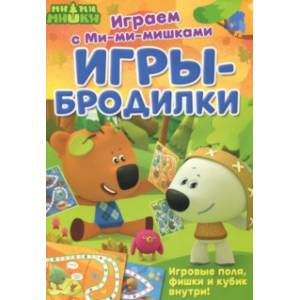 МИ МИ
МИШКИ
Играем
с Ми-ми-мишками
ИГРЫ-
БРОДИЛКИ
Игровые поля,
фишки и кубик
внутри!